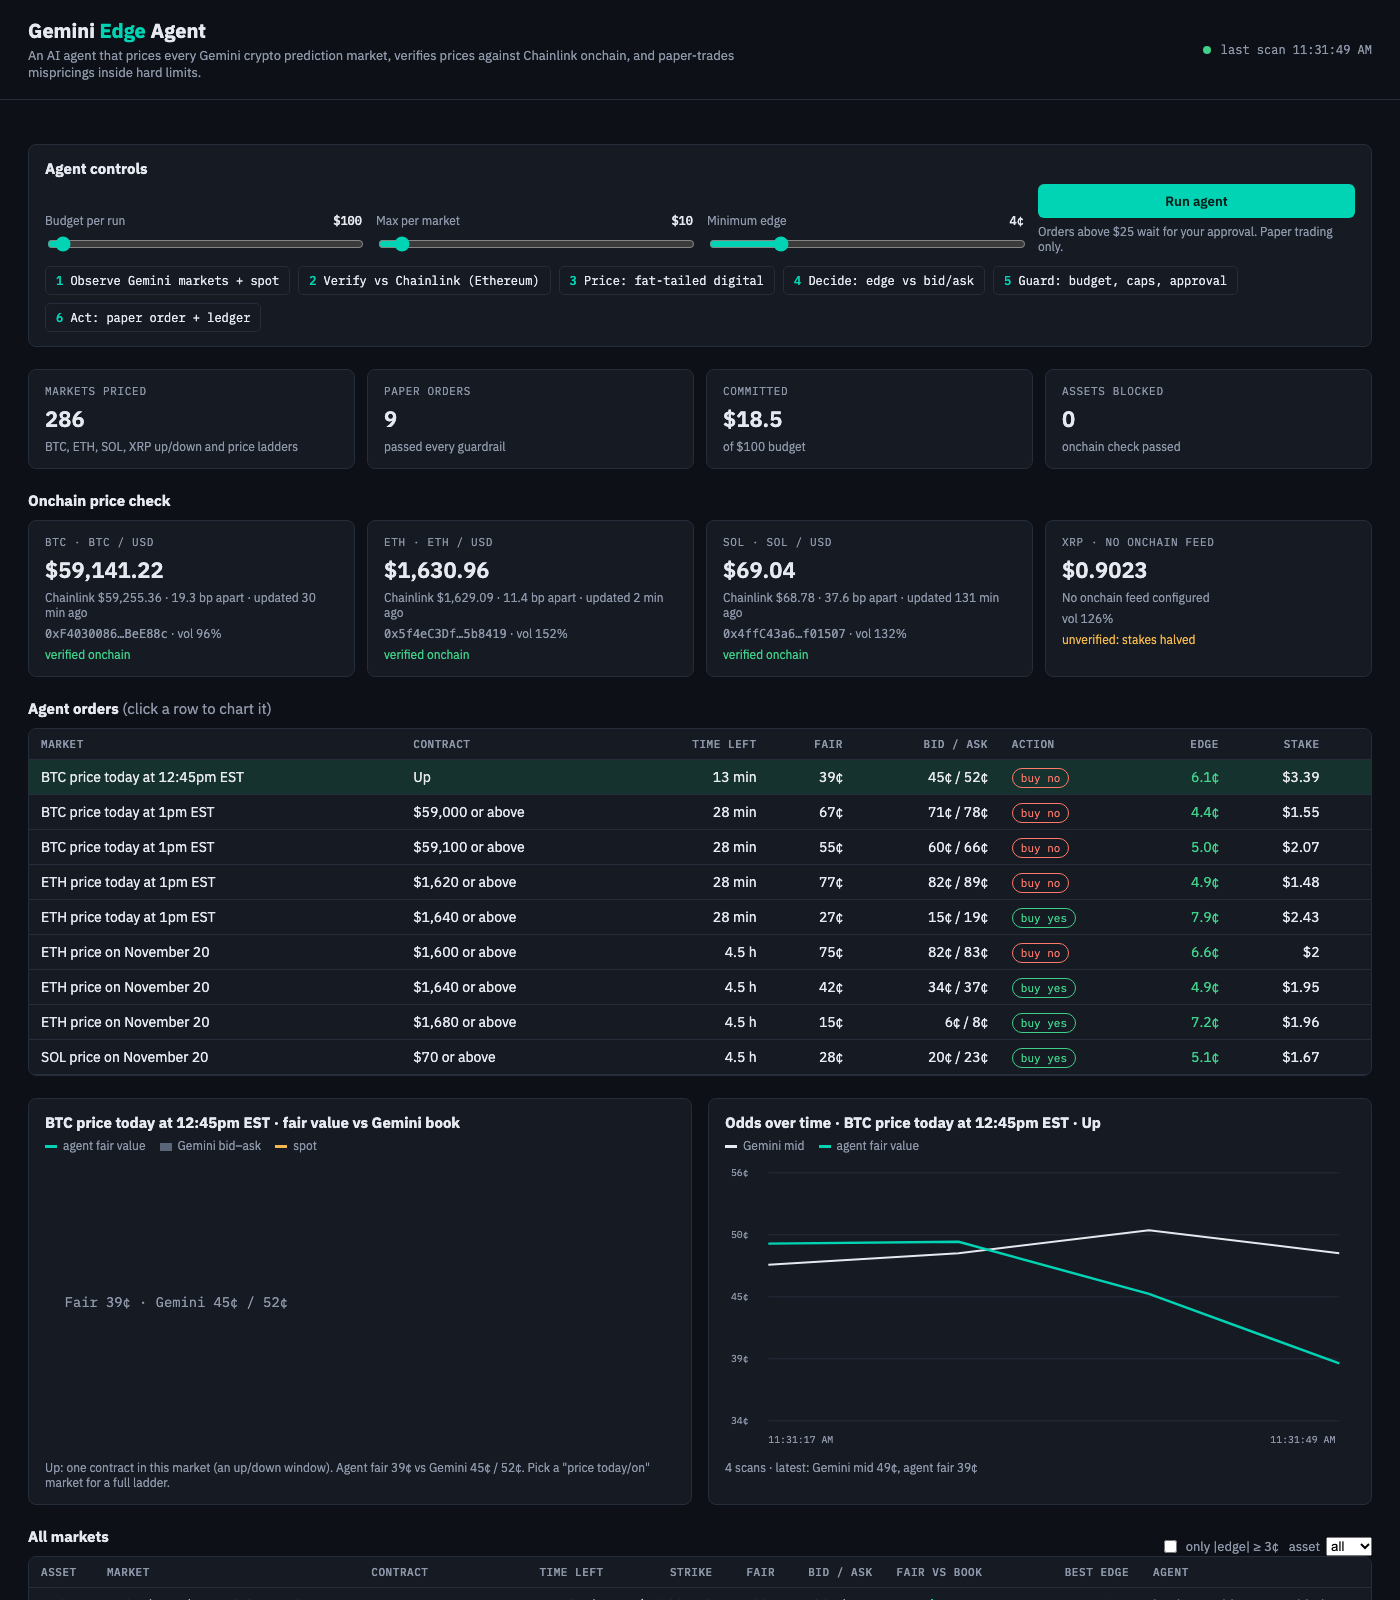 Gemini Edge Agent
An AI agent that prices every Gemini crypto prediction market, verifies prices against Chainlink onchain, and paper-trades
mispricings inside hard limits.
last scan 11:31:49 AM
Agent controls
Budget per run $100
Max per market $10
Minimum edge 4¢
Run agent
Orders above $25 wait for your approval. Paper trading
only.
1 Observe Gemini markets + spot
2 Verify vs Chainlink (Ethereum)
3 Price: fat-tailed digital
4 Decide: edge vs bid/ask
5 Guard: budget, caps, approval
6 Act: paper order + ledger
MARKETS PRICED
286
BTC, ETH, SOL, XRP up/down and price ladders
PAPER ORDERS
9
passed every guardrail
COMMITTED
$18.5
of $100 budget
ASSETS BLOCKED
0
onchain check passed
Onchain price check
BTC · BTC / USD
$59,141.22
Chainlink $59,255.36 · 19.3 bp apart · updated 30
min ago
0xF4030086…BeE88c · vol 96%
verified onchain
ETH · ETH / USD
$1,630.96
Chainlink $1,629.09 · 11.4 bp apart · updated 2 min
ago
0x5f4eC3Df…5b8419 · vol 152%
verified onchain
SOL · SOL / USD
$69.04
Chainlink $68.78 · 37.6 bp apart · updated 131 min
ago
0x4ffC43a6…f01507 · vol 132%
verified onchain
XRP · NO ONCHAIN FEED
$0.9023
No onchain feed configured
vol 126%
unverified: stakes halved
Agent orders (click a row to chart it)
MARKET CONTRACT TIME LEFT FAIR BID / ASK ACTION EDGE STAKE
BTC price today at 12:45pm EST Up 13 min 39¢ 45¢ / 52¢ buy no 6.1¢ $3.39
BTC price today at 1pm EST $59,000 or above 28 min 67¢ 71¢ / 78¢ buy no 4.4¢ $1.55
BTC price today at 1pm EST $59,100 or above 28 min 55¢ 60¢ / 66¢ buy no 5.0¢ $2.07
ETH price today at 1pm EST $1,620 or above 28 min 77¢ 82¢ / 89¢ buy no 4.9¢ $1.48
ETH price today at 1pm EST $1,640 or above 28 min 27¢ 15¢ / 19¢ buy yes 7.9¢ $2.43
ETH price on November 20 $1,600 or above 4.5 h 75¢ 82¢ / 83¢ buy no 6.6¢ $2
ETH price on November 20 $1,640 or above 4.5 h 42¢ 34¢ / 37¢ buy yes 4.9¢ $1.95
ETH price on November 20 $1,680 or above 4.5 h 15¢ 6¢ / 8¢ buy yes 7.2¢ $1.96
SOL price on November 20 $70 or above 4.5 h 28¢ 20¢ / 23¢ buy yes 5.1¢ $1.67
BTC price today at 12:45pm EST · fair value vs Gemini book
agent fair value Gemini bid–ask spot
Fair 39¢ · Gemini 45¢ / 52¢
Up: one contract in this market (an up/down window). Agent fair 39¢ vs Gemini 45¢ / 52¢. Pick a "price today/on"
market for a full ladder.
Odds over time · BTC price today at 12:45pm EST · Up
Gemini mid agent fair value
56¢
50¢
45¢
39¢
34¢
11:31:17 AM 11:31:49 AM
4 scans · latest: Gemini mid 49¢, agent fair 39¢
All markets
only |edge| ≥ 3¢ asset all
ASSET MARKET CONTRACT TIME LEFT STRIKE FAIR BID / ASK FAIR VS BOOK BEST EDGE AGENT